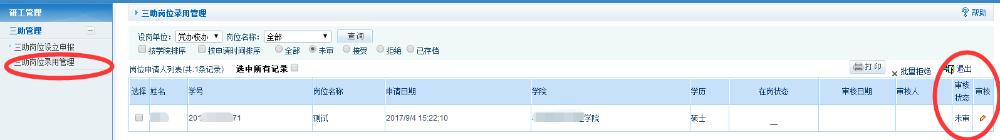 研工管理
三助管理
三助岗位设立申报
三助岗位录用管理
三助岗位录用管理
帮助
设岗单位: 党办校办 岗位名称: 全部 查询
按学院排序 按申请时间排序 全部 未审 接受 拒绝 已存档
岗位申请人列表(共:1条记录) 选中所有记录 打印 批量拒绝 退出
选择 姓名 学号 岗位名称 申请日期 学院 学历 在岗状态 审核日期 审核人 审核状态 审核
201 71 测试 2017/9/4 15:22:10 学院 硕士 __ 未审